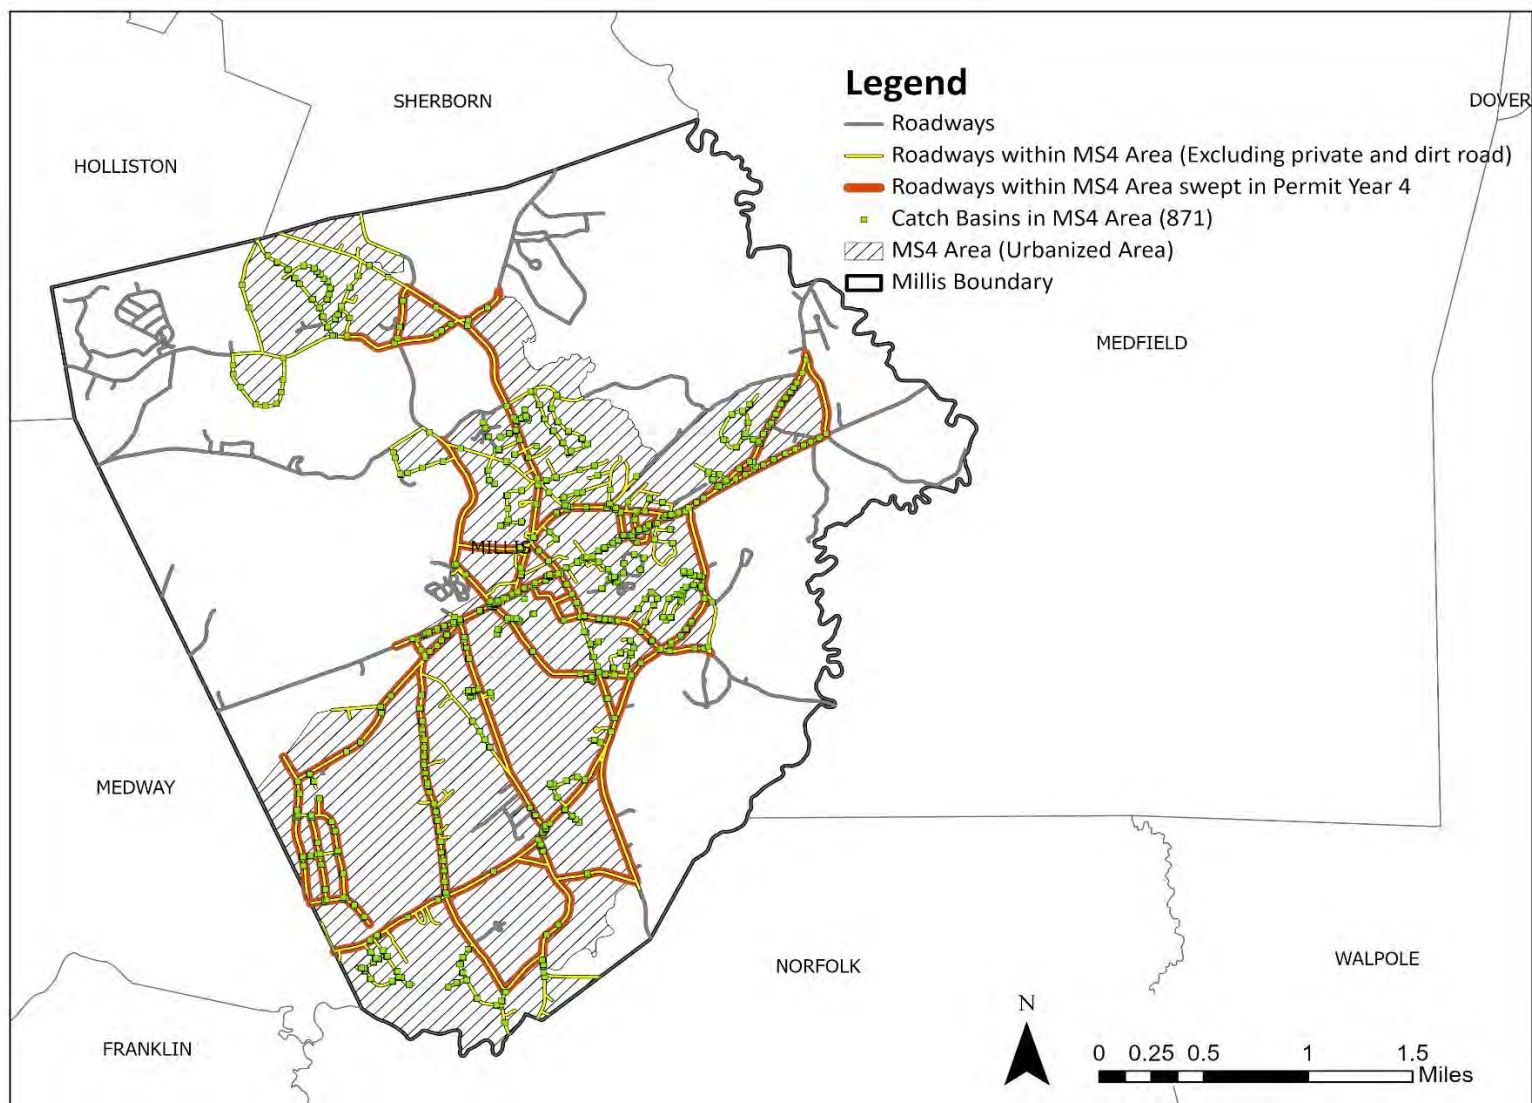 Legend
SHERBORN
DOVER
Roadways
HOLLISTON
Roadways within MS4 Area (Excluding private and dirt road)
Roadways within MS4 Area swept in Permit Year 4
Catch Basins in MS4 Area (871)
MS4 Area (Urbanized Area)
Millis Boundary
MEDFIELD
MILLIS
MEDWAY
NORFOLK
WALPOLE
N
FRANKLIN
0 0.25 0.5 1 1.5
Miles